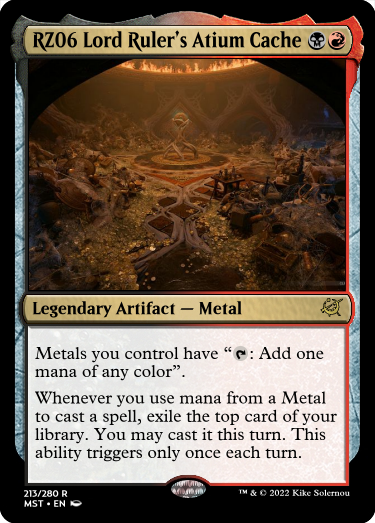 RZ06 Lord Ruler's Atium Cache
Legendary Artifact — Metal
Metals you control have “: Add one
mana of any color”.
Whenever you use mana from a Metal
to cast a spell, exile the top card of your
library. You may cast it this turn. This
ability triggers only once each turn.
213/280 R
MST • EN
™ & © 2022 Kike Solernou